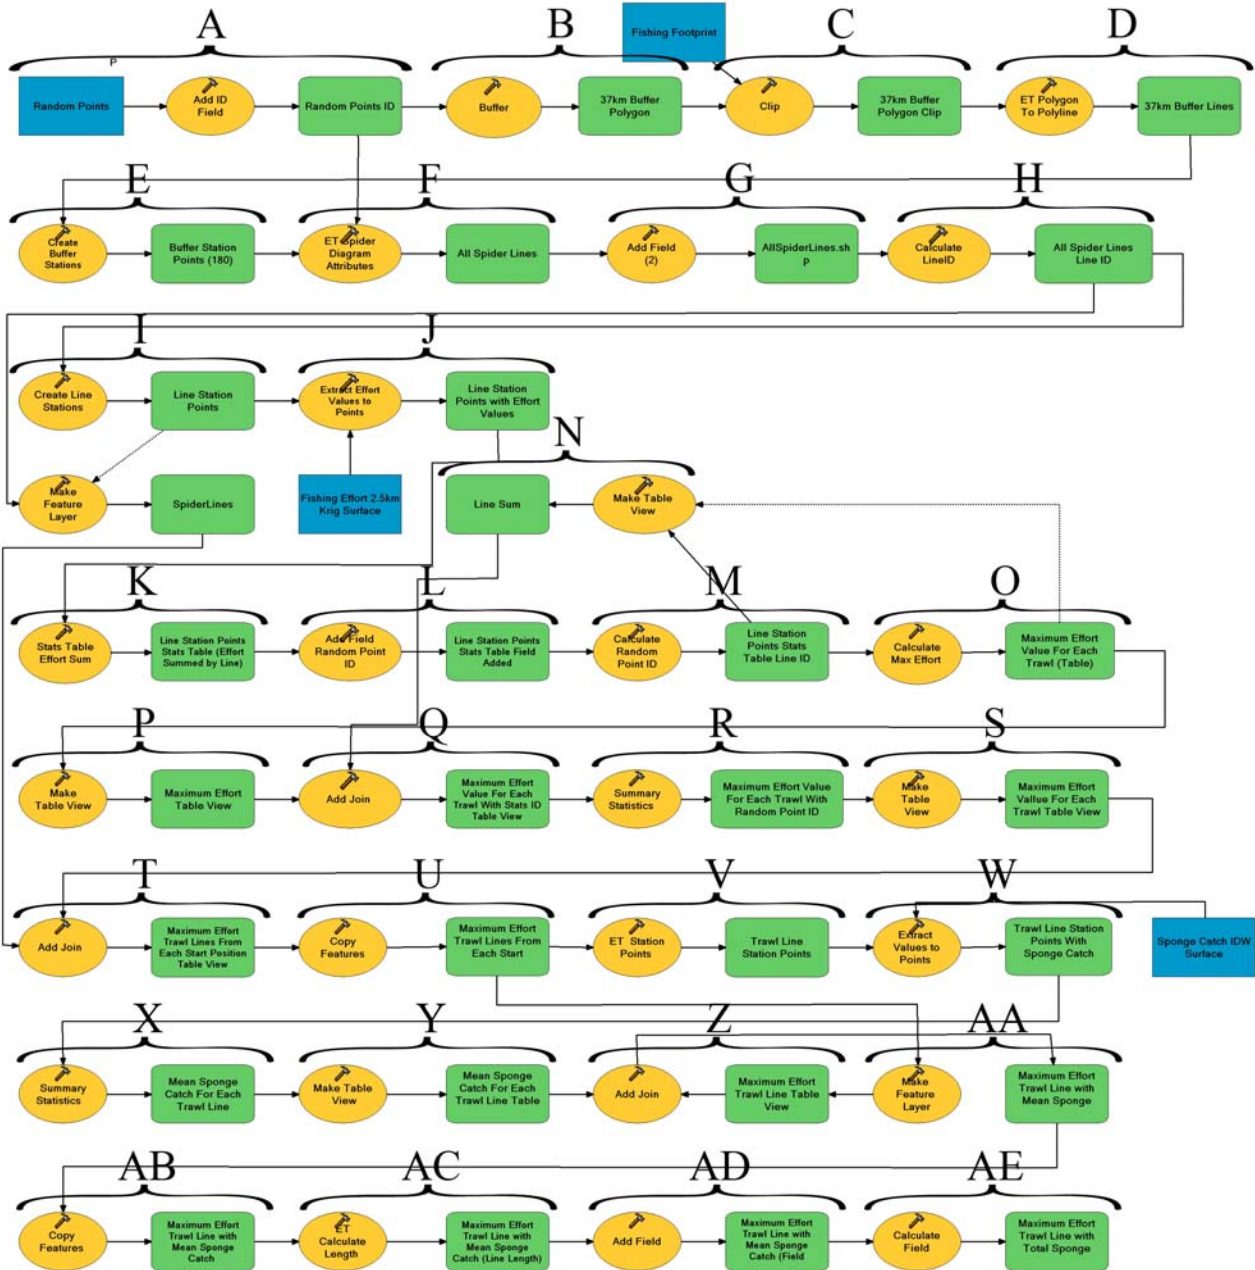 A
B
Fishing Footprint
C
D
P
Random Points
Add ID
Field
Random Points ID
Buffer
37km Buffer
Polygon
Clip
37km Buffer
Polygon Clip
ET Polygon
To Polyline
37km Buffer Lines
E
F
G
H
Create
Buffer
Stations
Buffer Station
Points (180)
ET Spider
Diagram
Attributes
All Spider Lines
Add Field
(2)
AllSpiderLines.sh
p
Calculate
LineID
All Spider Lines
Line ID
I
J
Create Line
Stations
Line Station
Points
Extract Effort
Values to
Points
Line Station
Points with Effort
Values
N
Make
Feature
Layer
SpiderLines
Fishing Effort 2.5km
Krig Surface
Line Sum
Make Table
View
K
L
M
O
Stats Table
Effort Sum
Line Station Points
Stats Table (Effort
Summed by Line)
Add Field
Random Point
ID
Line Station Points
Stats Table Field
Added
Calculate
Random
Point ID
Line Station
Points Stats
Table Line ID
Calculate
Max Effort
Maximum Effort
Value For Each
Trawl (Table)
P
Q
R
S
Make
Table View
Maximum Effort
Table View
Add Join
Maximum Effort
Value For Each
Trawl With Stats ID
Table View
Summary
Statistics
Maximum Effort Value
For Each Trawl With
Random Point ID
Make
Table
View
Maximum Effort
Vallue For Each
Trawl Table View
T
U
V
W
Add Join
Maximum Effort
Trawl Lines From
Each Start Position
Table View
Copy
Features
Maximum Effort
Trawl Lines From
Each Start
ET Station
Points
Trawl Line
Station Points
Extract
Values to
Points
Trawl Line Station
Points With
Sponge Catch
Sponge Catch IDW
Surface
X
Y
Z
AA
Summary
Statistics
Mean Sponge
Catch For Each
Trawl Line
Make Table
View
Mean Sponge
Catch For Each
Trawl Line Table
Add Join
Maximum Effort
Trawl Line Table
View
Make
Feature
Layer
Maximum Effort
Trawl Line with
Mean Sponge
AB
AC
AD
AE
Copy
Features
Maximum Effort
Trawl Line with
Mean Sponge
Catch
ET
Calculate
Length
Maximum Effort
Trawl Line with
Mean Sponge
Catch (Line Length)
Add Field
Maximum Effort
Trawl Line with
Mean Sponge
Catch (Field
Calculate
Field
Maximum Effort
Trawl Line with
Total Sponge